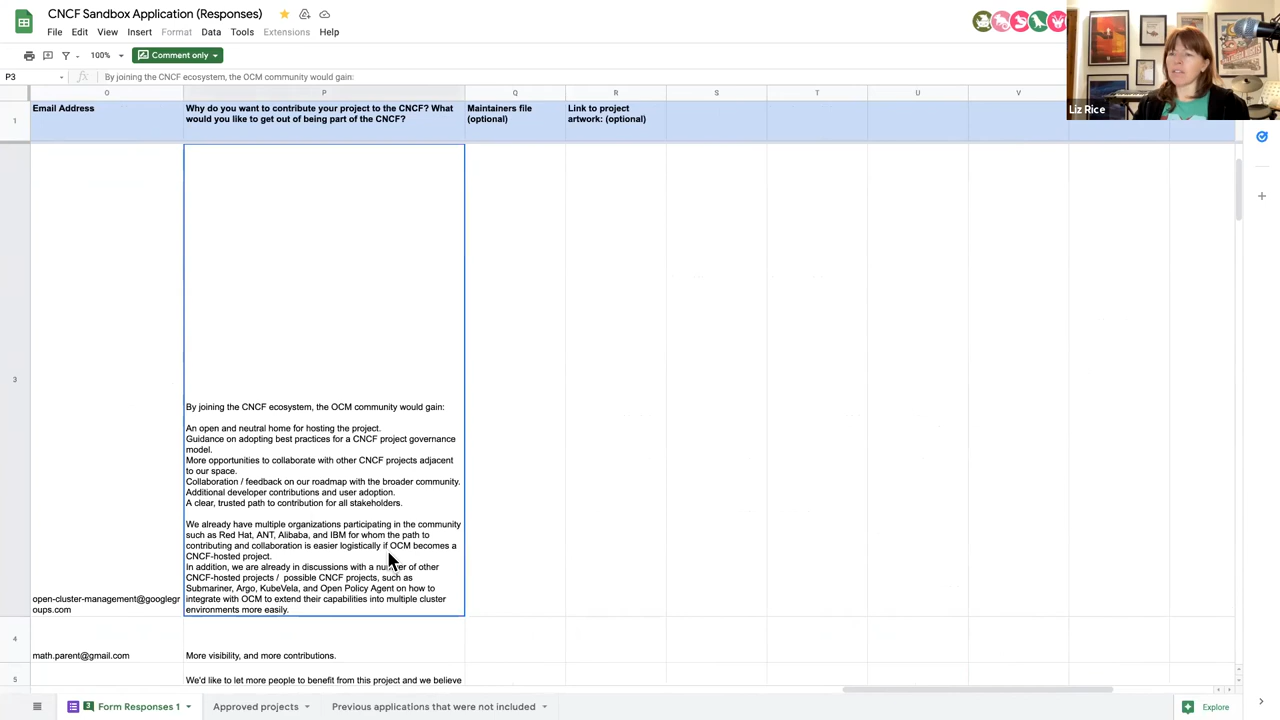 CNCF Sandbox Application (Responses)
File Edit View Insert Format Data Tools Extensions Help
100% Comment only
P3 By joining the CNCF ecosystem, the OCM community would gain:
O P Q R S T U V
1 Email Address
Why do you want to contribute your project to the CNCF? What
would you like to get out of being part of the CNCF?
Maintainers file
(optional)
Link to project
artwork: (optional)
Liz Rice
3
By joining the CNCF ecosystem, the OCM community would gain:
An open and neutral home for hosting the project.
Guidance on adopting best practices for a CNCF project governance
model.
More opportunities to collaborate with other CNCF projects adjacent
to our space.
Collaboration / feedback on our roadmap with the broader community.
Additional developer contributions and user adoption.
A clear, trusted path to contribution for all stakeholders.
We already have multiple organizations participating in the community
such as Red Hat, ANT, Alibaba, and IBM for whom the path to
contributing and collaboration is easier logistically if OCM becomes a
CNCF-hosted project.
In addition, we are already in discussions with a number of other
CNCF-hosted projects / possible CNCF projects, such as
Submariner, Argo, KubeVela, and Open Policy Agent on how to
integrate with OCM to extend their capabilities into multiple cluster
environments more easily.
open-cluster-management@googlegr
oups.com
4
math.parent@gmail.com More visibility, and more contributions.
5 We'd like to let more people to benefit from this project and we believe
3 Form Responses 1 Approved projects Previous applications that were not included Explore